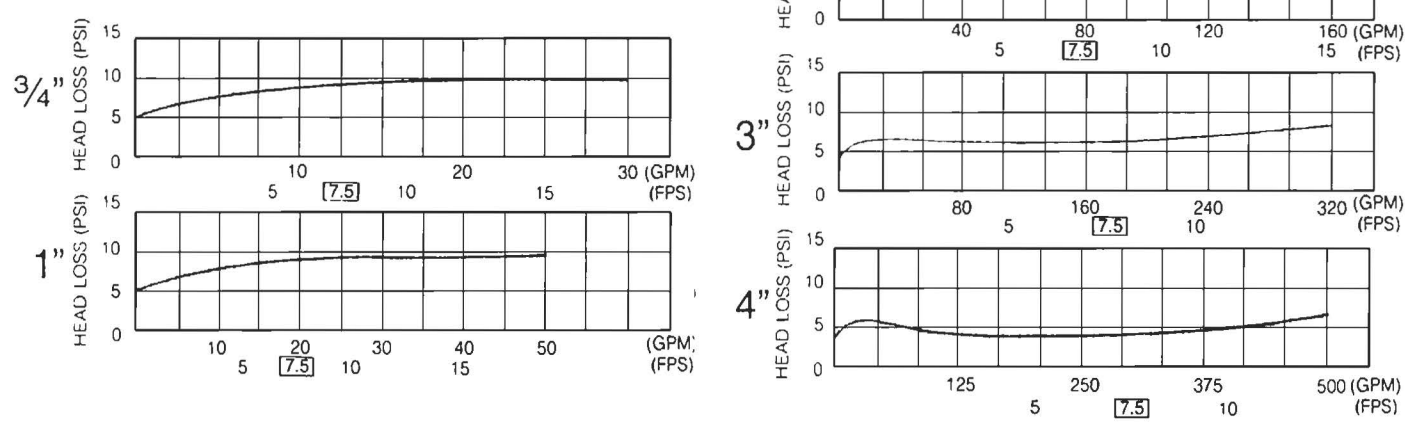 15
10
5
0
HEAD LOSS (PSI)
3/4"
10 20 30 (GPM)
5 7.5 10 15 (FPS)
15
10
5
0
HEAD LOSS (PSI)
1"
10 20 30 40 50 (GPM)
5 7.5 10 15 (FPS)
0
40 80 120 160 (GPM)
5 7.5 10 15 (FPS)
15
10
5
0
HEAD LOSS (PSI)
3"
80 160 240 320 (GPM)
5 7.5 10 (FPS)
15
10
5
0
HEAD LOSS (PSI)
4"
125 250 375 500 (GPM)
5 7.5 10 (FPS)